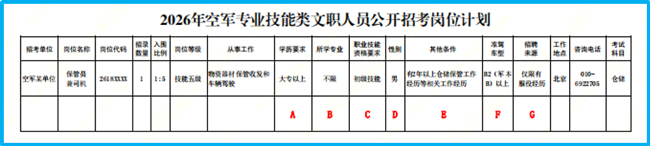 2026年空军专业技能类文职人员公开招考岗位计划
招考单位 岗位名称 岗位代码 招录数量 入围比例 岗位等级 从事工作 学历要求 所学专业 职业技能资格要求 性别 其他条件 准驾车型 招聘来源 工作地点 咨询电话 考试科目
空军某单位 保管员兼司机 2618XXXX 1 1:5 技能五级 物资器材保管收发和车辆驾驶 大专以上 不限 初级技能 男 有2年以上仓储保管工作经历等相关工作经历 B2（军术B）以上 仅限有服役经历 北京 010-6922705 仓储
A B C D E F G